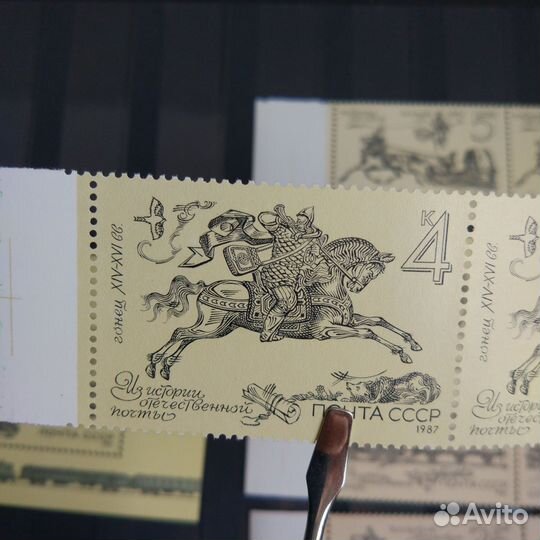 5
гонец XIV-XVI вв.
К
4
Из истории
отечественной
почты
ПОЧТА СССР
1987
гонец XIV-XVI вв.
Из истории
отечественной
почты
Avito